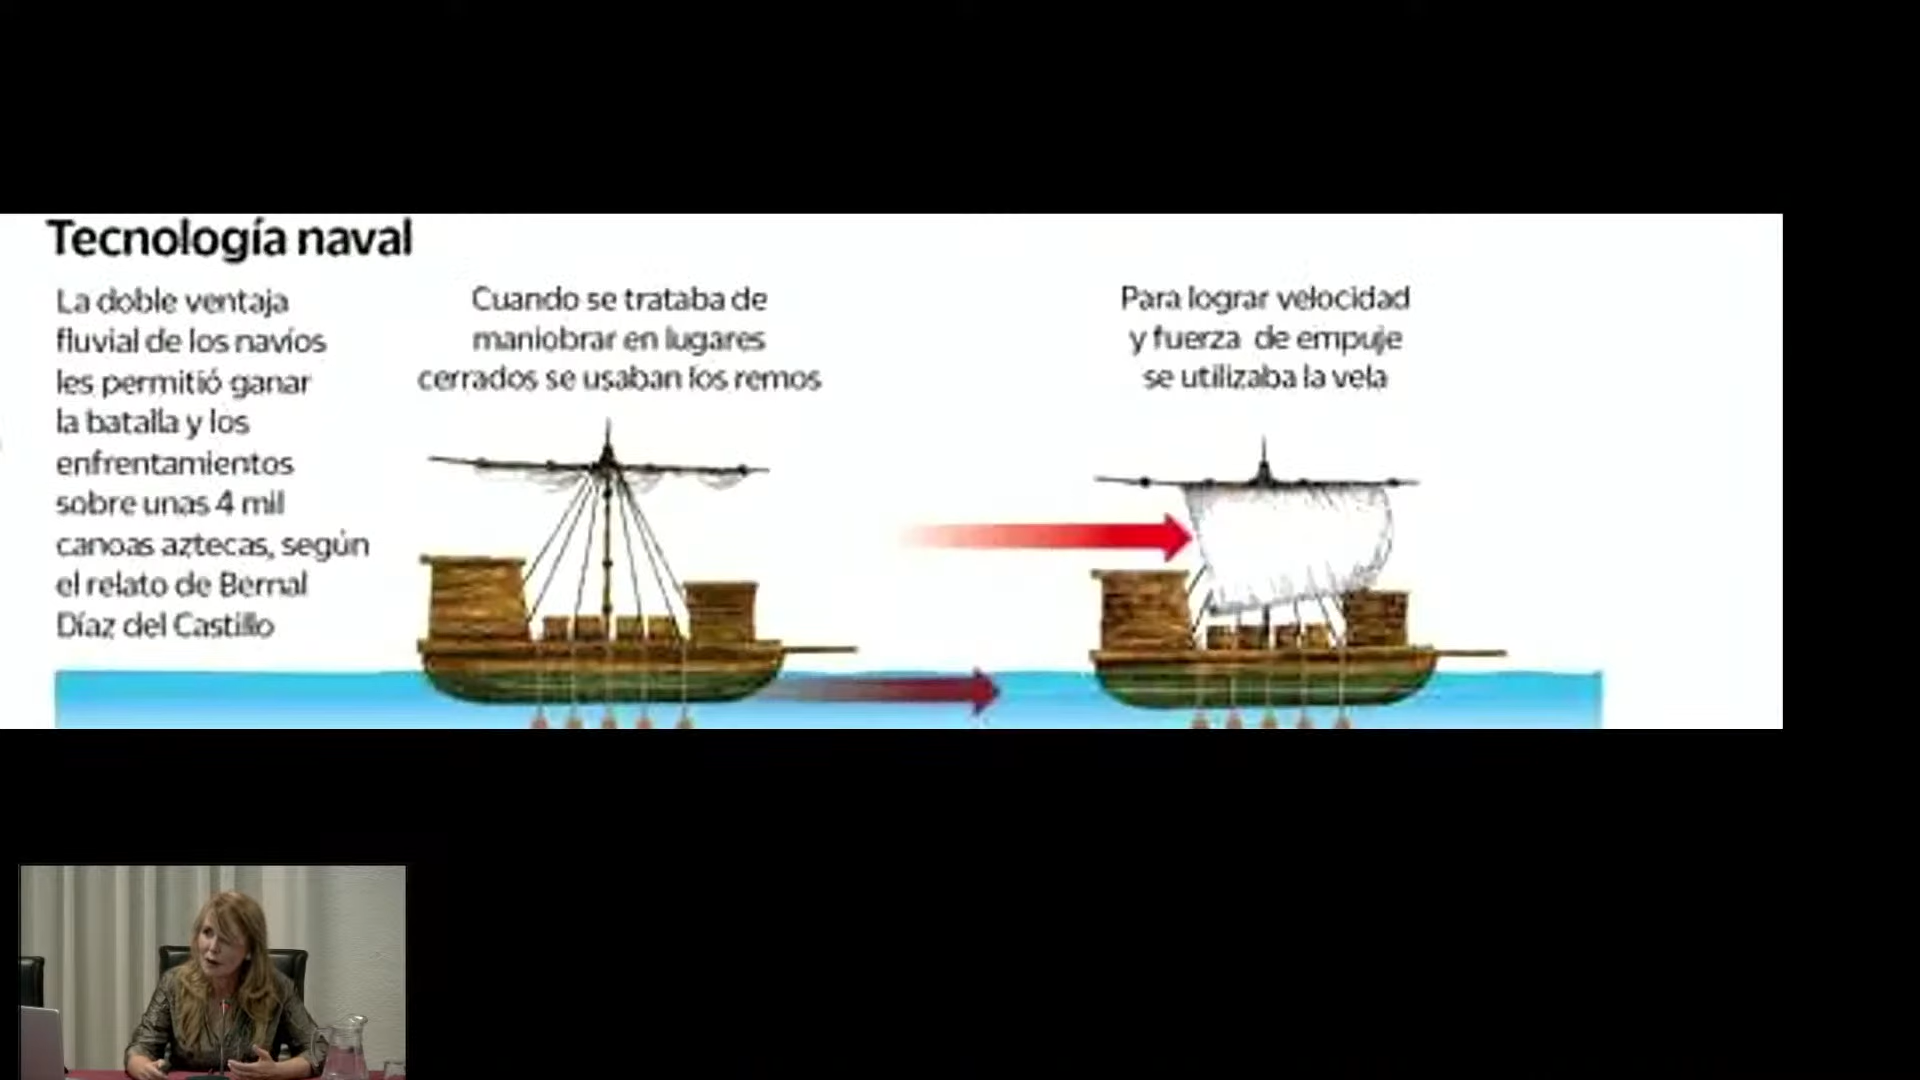 Tecnología naval
La doble ventaja
fluvial de los navíos
les permitió ganar
la batalla y los
enfrentamientos
sobre unas 4 mil
canoas aztecas, según
el relato de Bernal
Díaz del Castillo
Cuando se trataba de
maniobrar en lugares
cerrados se usaban los remos
Para lograr velocidad
y fuerza de empuje
se utilizaba la vela